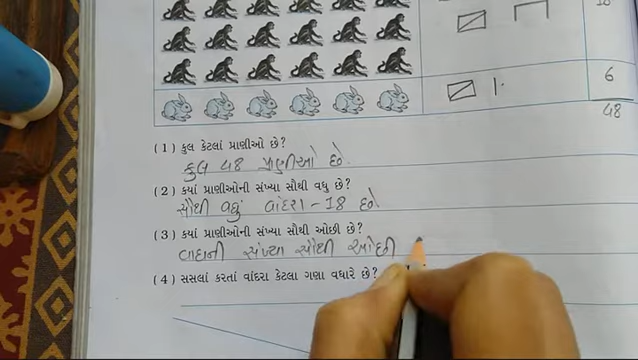 18
6
48
(1) કુલ કેટલાં પ્રાણીઓ છે?
કુલ 48 પ્રાણીઓ છે.
(2) કયાં પ્રાણીઓની સંખ્યા સૌથી વધુ છે?
સૌથી વધુ વાંદરા - 18 છે.
(3) કયાં પ્રાણીઓની સંખ્યા સૌથી ઓછી છે?
વાઘની સંખ્યા સૌથી ઓછી
(4) સસલાં કરતાં વાંદરા કેટલા ગણા વધારે છે?